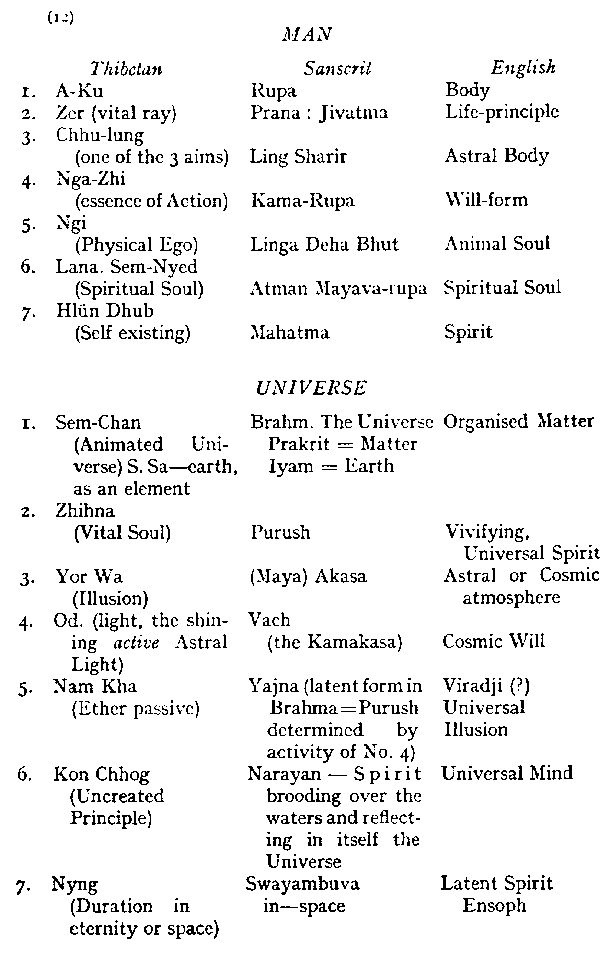 (12)
MAN
Thibetan Sanscrit English
1. A-Ku Rupa Body
2. Zer (vital ray) Prana : Jivatma Life-principle
3. Chhu-lung
(one of the 3 aims) Ling Sharir Astral Body
4. Nga-Zhi
(essence of Action) Kama-Rupa Will-form
5. Ngi
(Physical Ego) Linga Deha Bhut Animal Soul
6. Lana. Sem-Nyed
(Spiritual Soul) Atman Mayava-rupa Spiritual Soul
7. Hlün Dhub
(Self existing) Mahatma Spirit
UNIVERSE
1. Sem-Chan Brahm. The Universe Organised Matter
(Animated Uni- Prakrit = Matter
verse) S. Sa—earth, Iyam = Earth
as an element
2. Zhihna
(Vital Soul) Purush Vivifying,
Universal Spirit
3. Yor Wa (Maya) Akasa Astral or Cosmic
(Illusion) atmosphere
4. Od. (light, the shin- Vach
ing active Astral (the Kamakasa) Cosmic Will
Light)
5. Nam Kha Yajna (latent form in Viradji (?)
(Ether passive) Brahma=Purush Universal
determined by Illusion
activity of No. 4)
6. Kon Chhog Narayan — Spirit Universal Mind
(Uncreated brooding over the
Principle) waters and reflect-
ing in itself the
Universe
7. Nyng Swayambuva Latent Spirit
(Duration in in—space Ensoph
eternity or space)